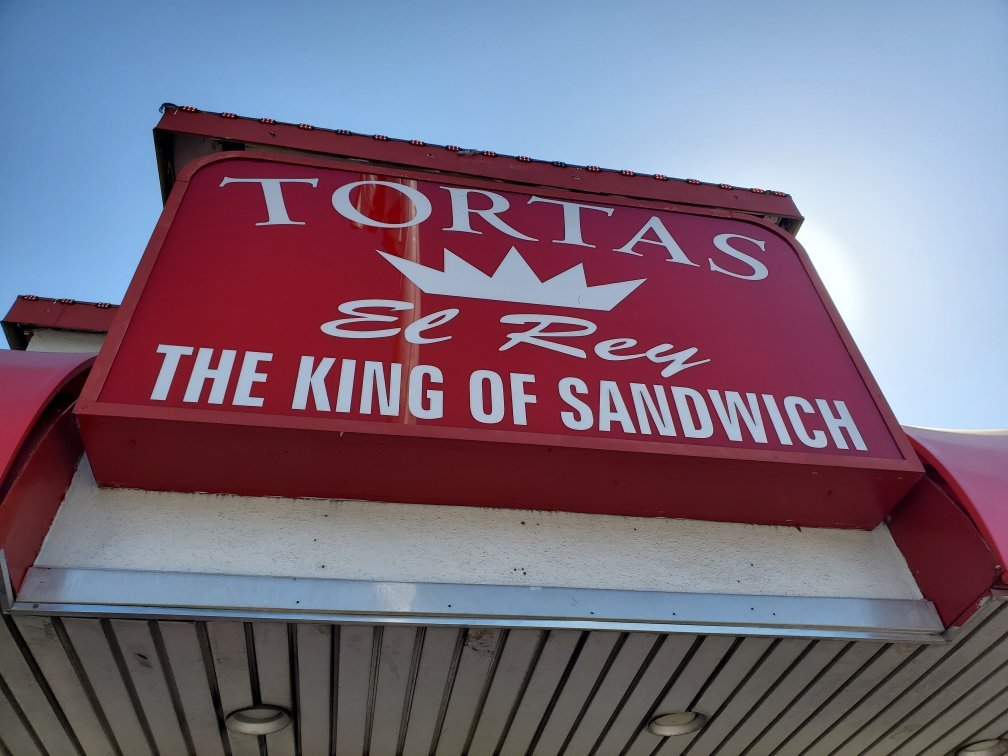 TORTAS
El Rey
THE KING OF SANDWICH